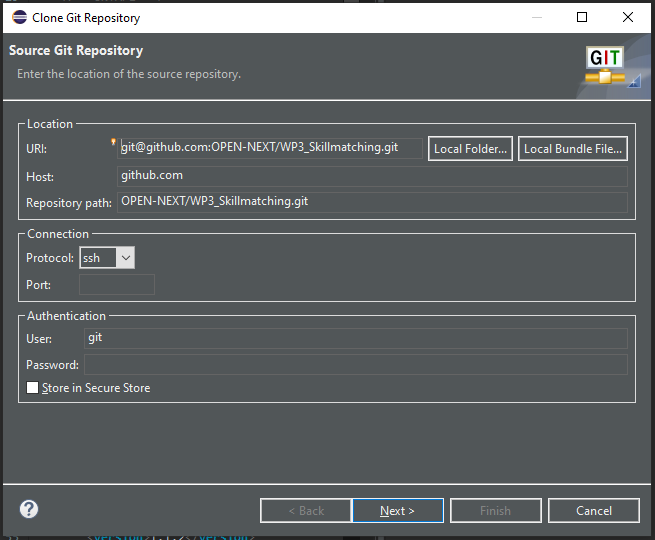 Clone Git Repository
Source Git Repository
Enter the location of the source repository.
GIT
Location
URI: git@github.com:OPEN-NEXT/WP3_Skillmatching.git Local Folder... Local Bundle File...
Host: github.com
Repository path: OPEN-NEXT/WP3_Skillmatching.git
Connection
Protocol: ssh
Port:
Authentication
User: git
Password:
Store in Secure Store
? < Back Next > Finish Cancel